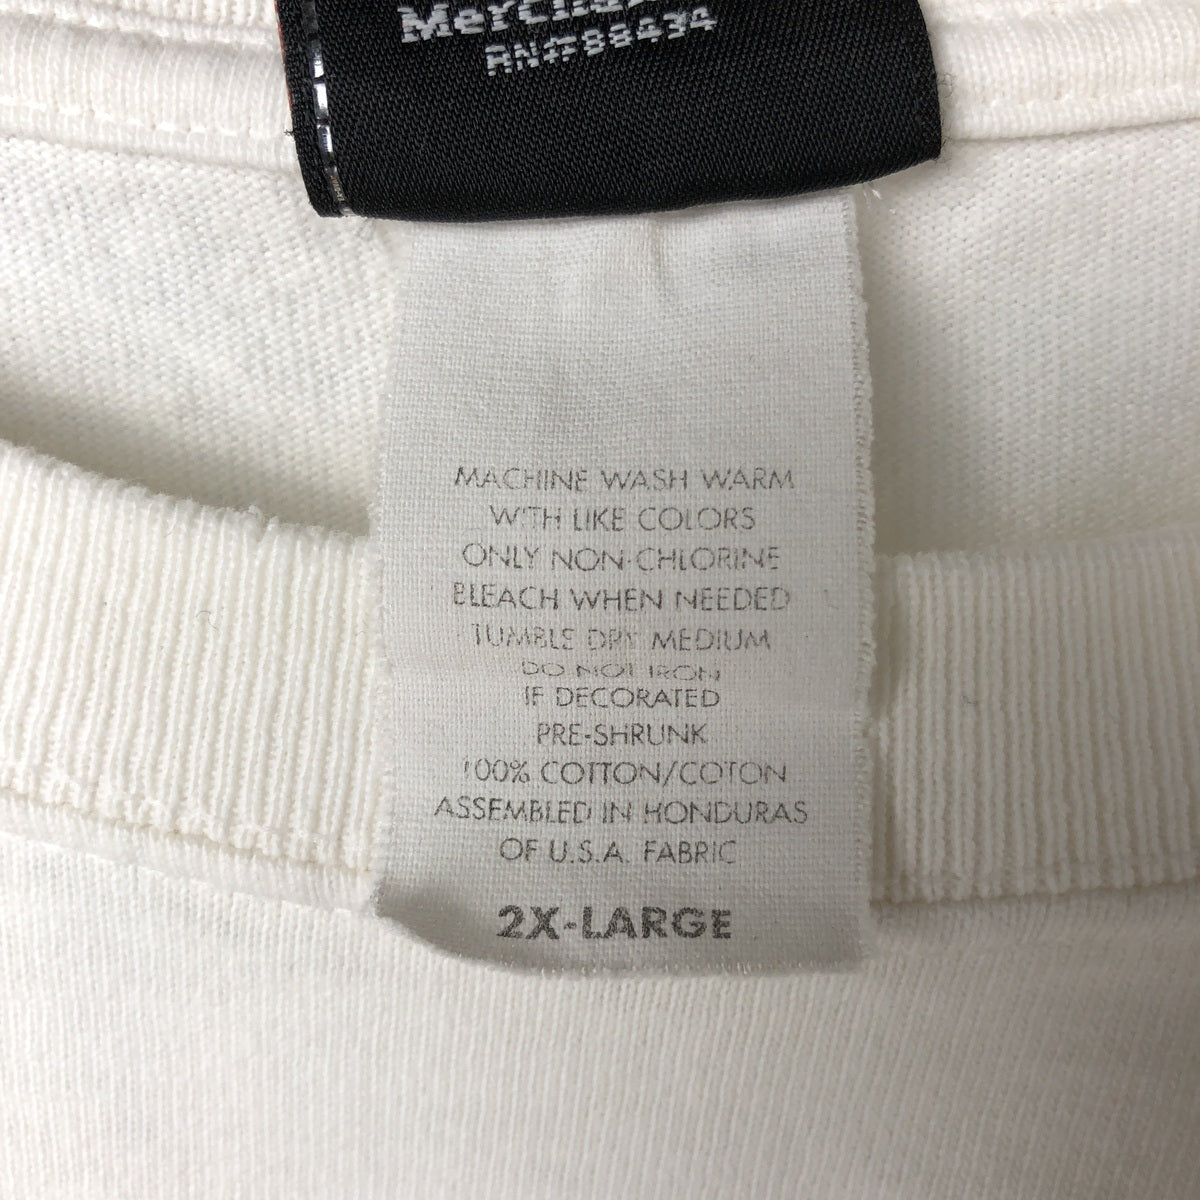 RN#88434
MACHINE WASH WARM
WITH LIKE COLORS
ONLY NON-CHLORINE
BLEACH WHEN NEEDED
TUMBLE DRY MEDIUM
DO NOT IRON
IF DECORATED
PRE-SHRUNK
100% COTTON/COTON
ASSEMBLED IN HONDURAS
OF U.S.A. FABRIC
2X-LARGE